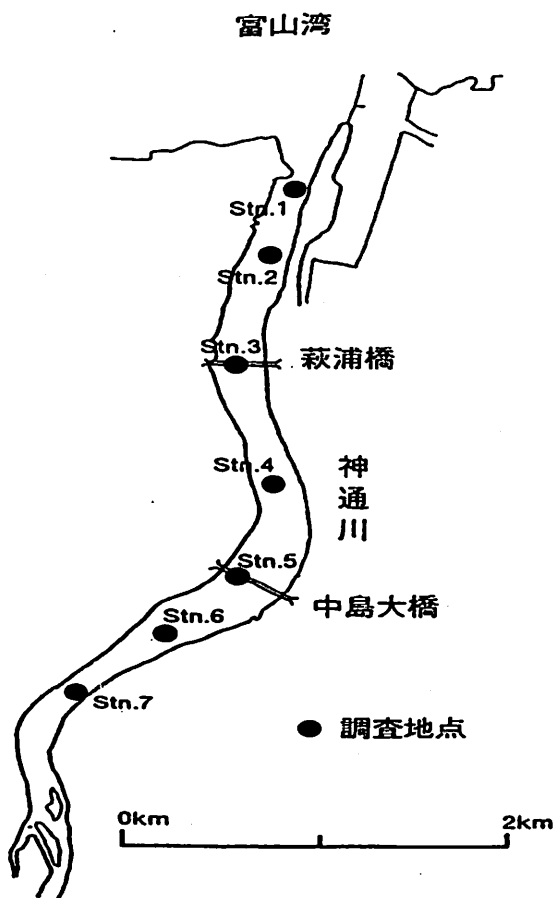 富山湾
Stn.1
Stn.2
Stn.3
萩浦橋
Stn.4
神通川
Stn.5
中島大橋
Stn.6
Stn.7
調査地点
0km
2km